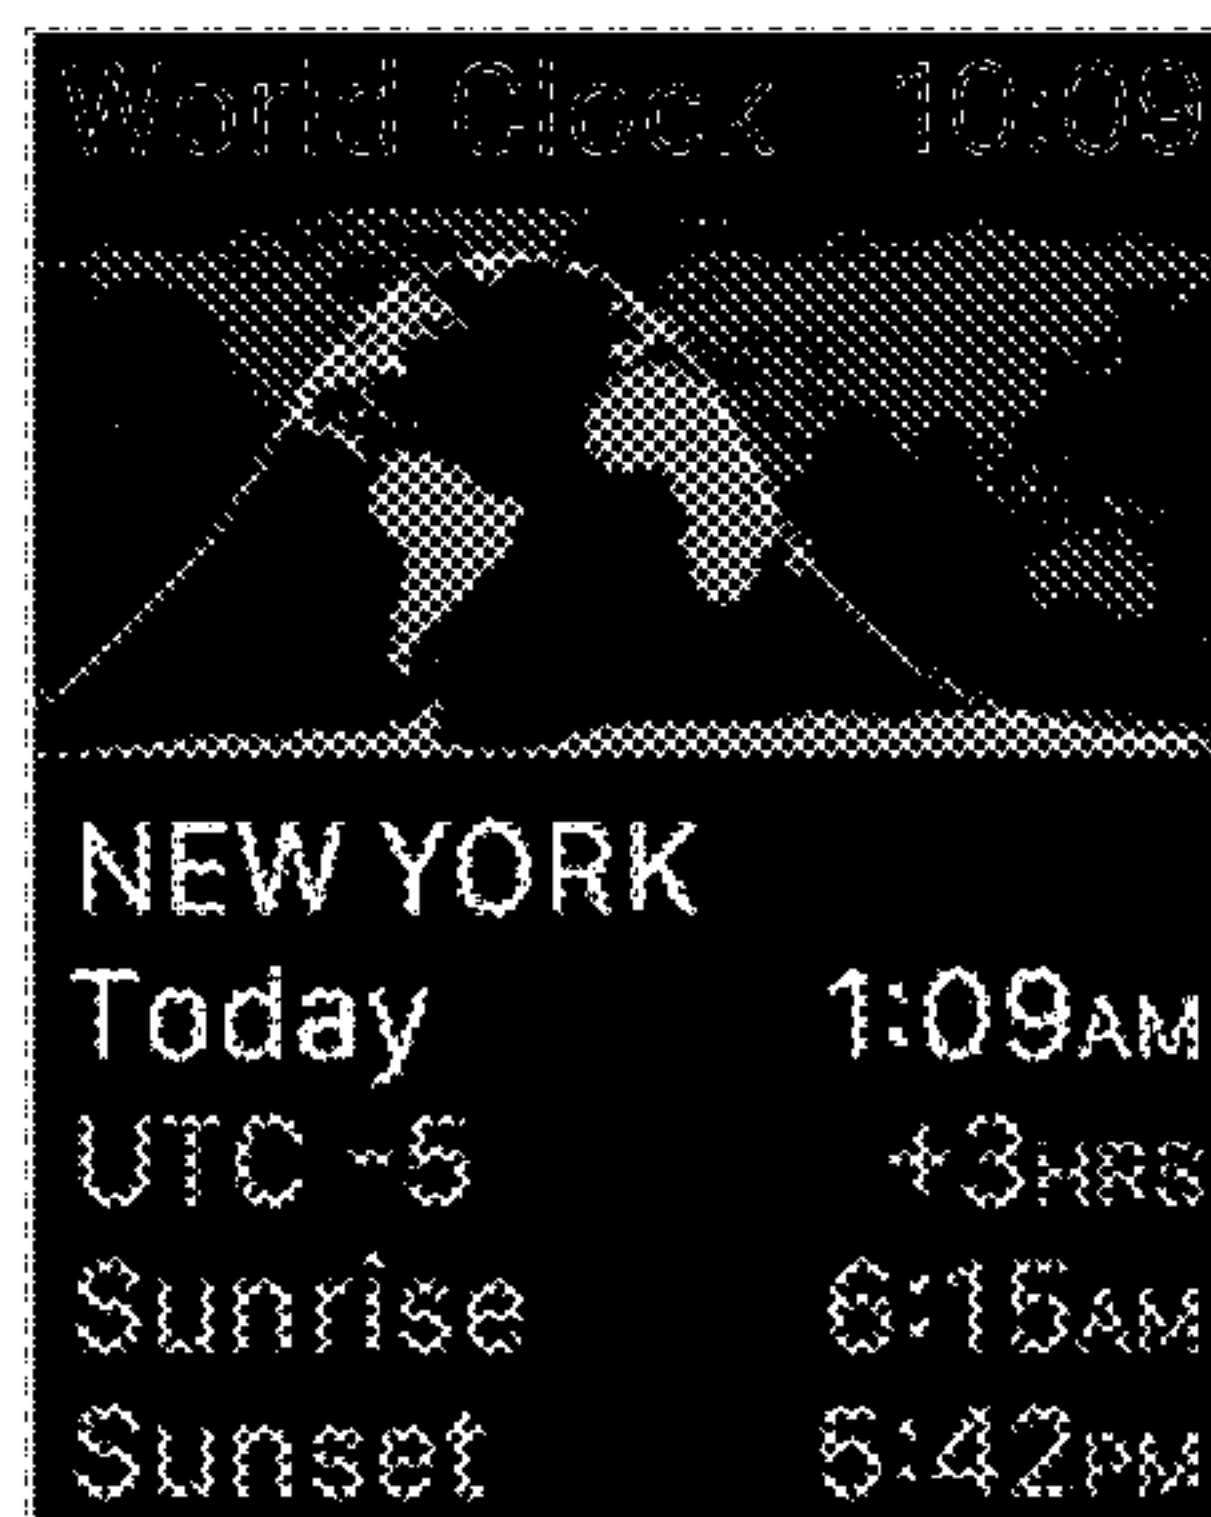 World Clock 10:09
NEW YORK
Today 1:09AM
UTC -5 +3HRS
Sunrise 6:15AM
Sunset 5:42PM